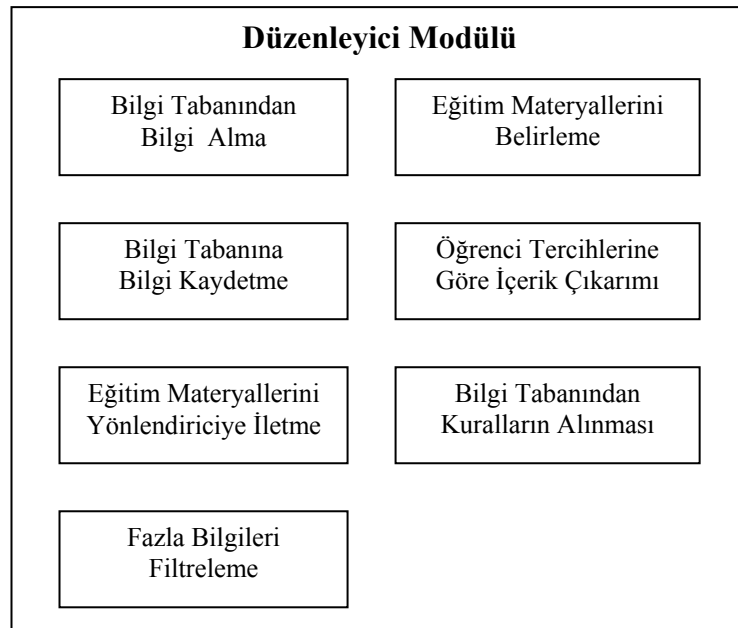 Düzenleyici Modülü
Bilgi Tabanından
Bilgi Alma
Eğitim Materyallerini
Belirleme
Bilgi Tabanına
Bilgi Kaydetme
Öğrenci Tercihlerine
Göre İçerik Çıkarımı
Eğitim Materyallerini
Yönlendiriciye İletme
Bilgi Tabanından
Kuralların Alınması
Fazla Bilgileri
Filtreleme